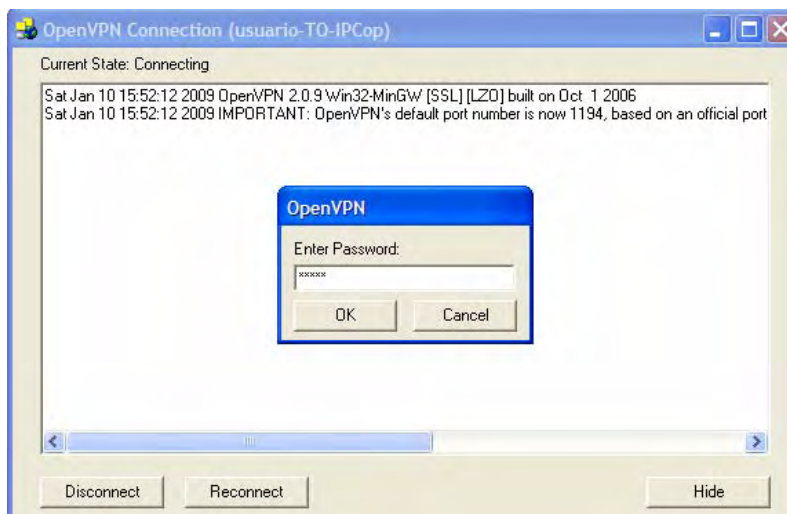 OpenVPN Connection (usuario-TO-IPCop)
Current State: Connecting
Sat Jan 10 15:52:12 2009 OpenVPN 2.0.9 Win32-MinGW [SSL] [LZO] built on Oct 1 2006
Sat Jan 10 15:52:12 2009 IMPORTANT: OpenVPN's default port number is now 1194, based on an official port
OpenVPN
Enter Password:
*****
OK Cancel
Disconnect Reconnect Hide